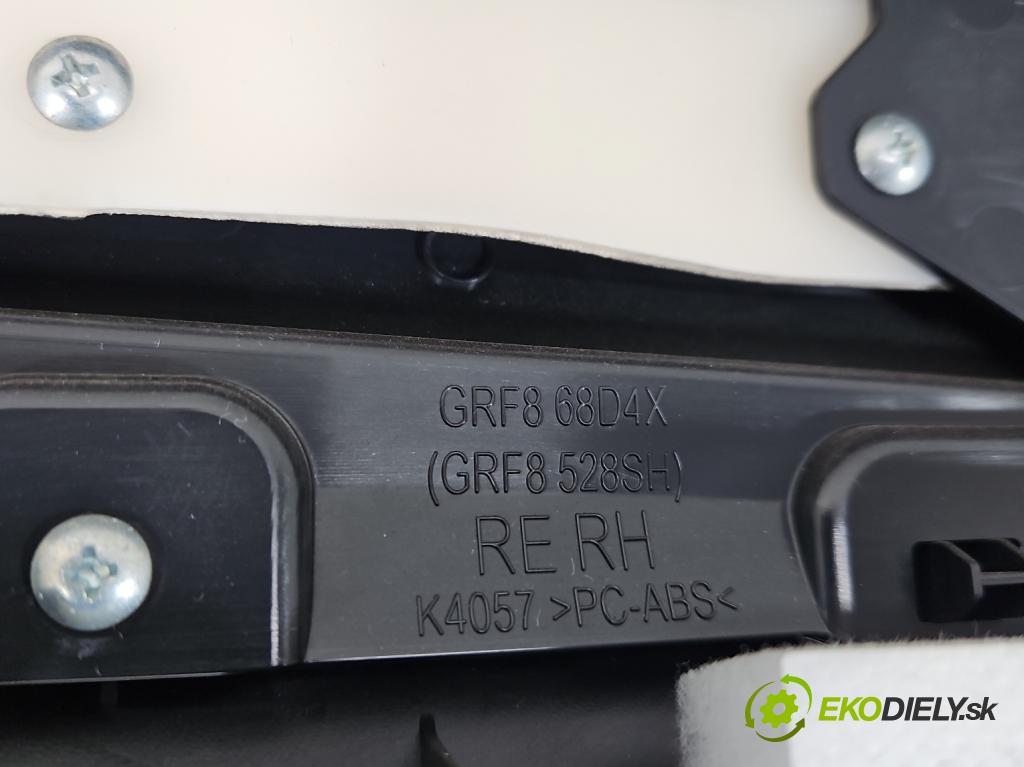 GRF8 68D4X
(GRF8 528SH)
RE RH
K4057 >PC-ABS<
EKODIELY.sk